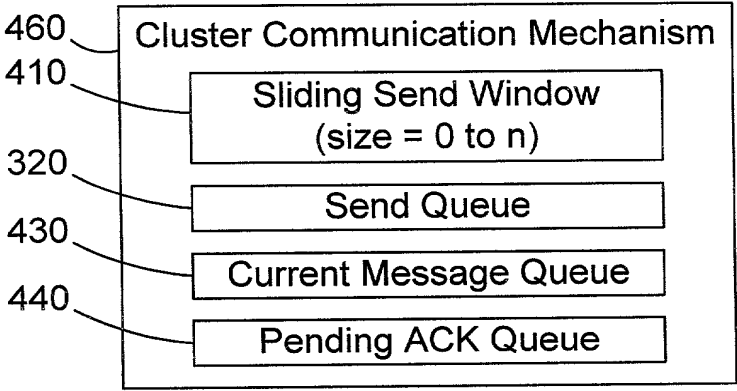 460 Cluster Communication Mechanism
410 Sliding Send Window
(size = 0 to n)
320 Send Queue
430 Current Message Queue
440 Pending ACK Queue